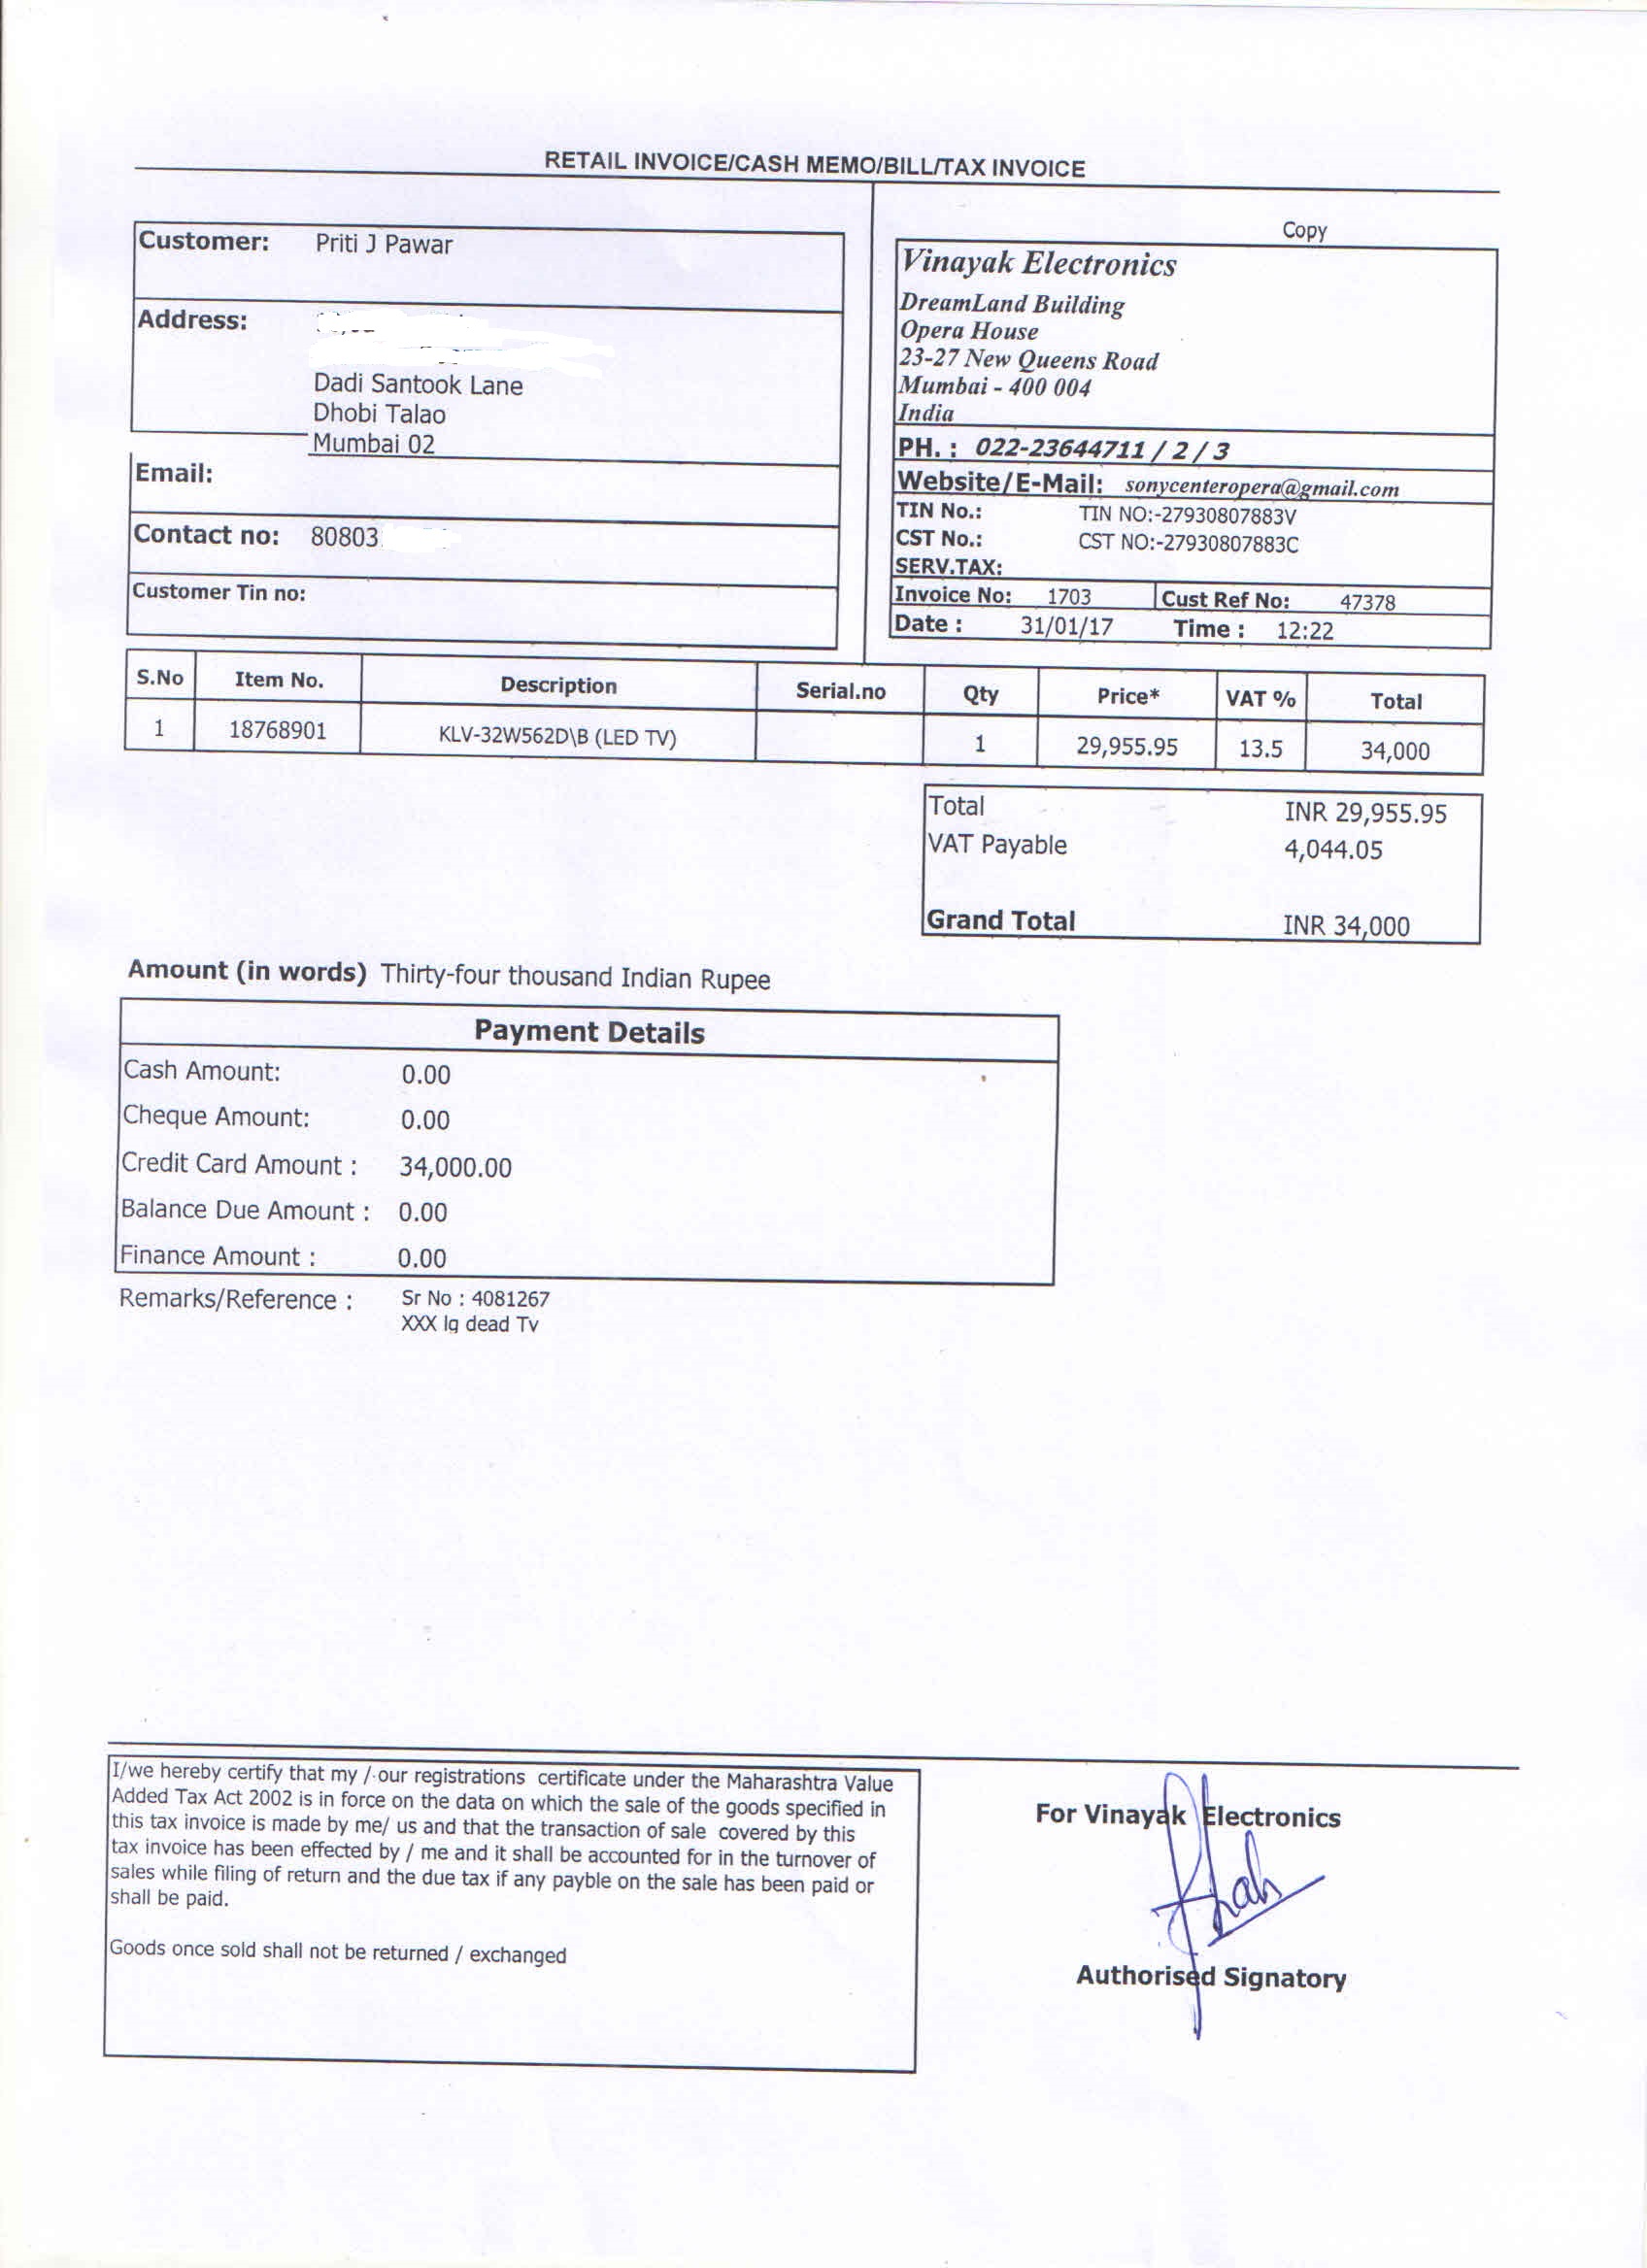 RETAIL INVOICE/CASH MEMO/BILL/TAX INVOICE
Customer: Priti J Pawar
Address:
Dadi Santook Lane
Dhobi Talao
Mumbai 02
Email:
Contact no: 80803
Customer Tin no:
Copy
Vinayak Electronics
DreamLand Building
Opera House
23-27 New Queens Road
Mumbai - 400 004
India
PH. : 022-23644711 / 2 / 3
Website/E-Mail: sonycenteropera@gmail.com
TIN No.: TIN NO:-27930807883V
CST No.: CST NO:-27930807883C
SERV.TAX:
Invoice No: 1703 Cust Ref No: 47378
Date : 31/01/17 Time : 12:22
S.No Item No. Description Serial.no Qty Price* VAT % Total
1 18768901 KLV-32W562D\B (LED TV) 1 29,955.95 13.5 34,000
Total INR 29,955.95
VAT Payable 4,044.05
Grand Total INR 34,000
Amount (in words) Thirty-four thousand Indian Rupee
Payment Details
Cash Amount: 0.00
Cheque Amount: 0.00
Credit Card Amount : 34,000.00
Balance Due Amount : 0.00
Finance Amount : 0.00
Remarks/Reference : Sr No : 4081267
XXX lg dead Tv
I/we hereby certify that my / our registrations certificate under the Maharashtra Value
Added Tax Act 2002 is in force on the data on which the sale of the goods specified in
this tax invoice is made by me/ us and that the transaction of sale covered by this
tax invoice has been effected by / me and it shall be accounted for in the turnover of
sales while filing of return and the due tax if any payble on the sale has been paid or
shall be paid.
Goods once sold shall not be returned / exchanged
For Vinayak Electronics
Authorised Signatory